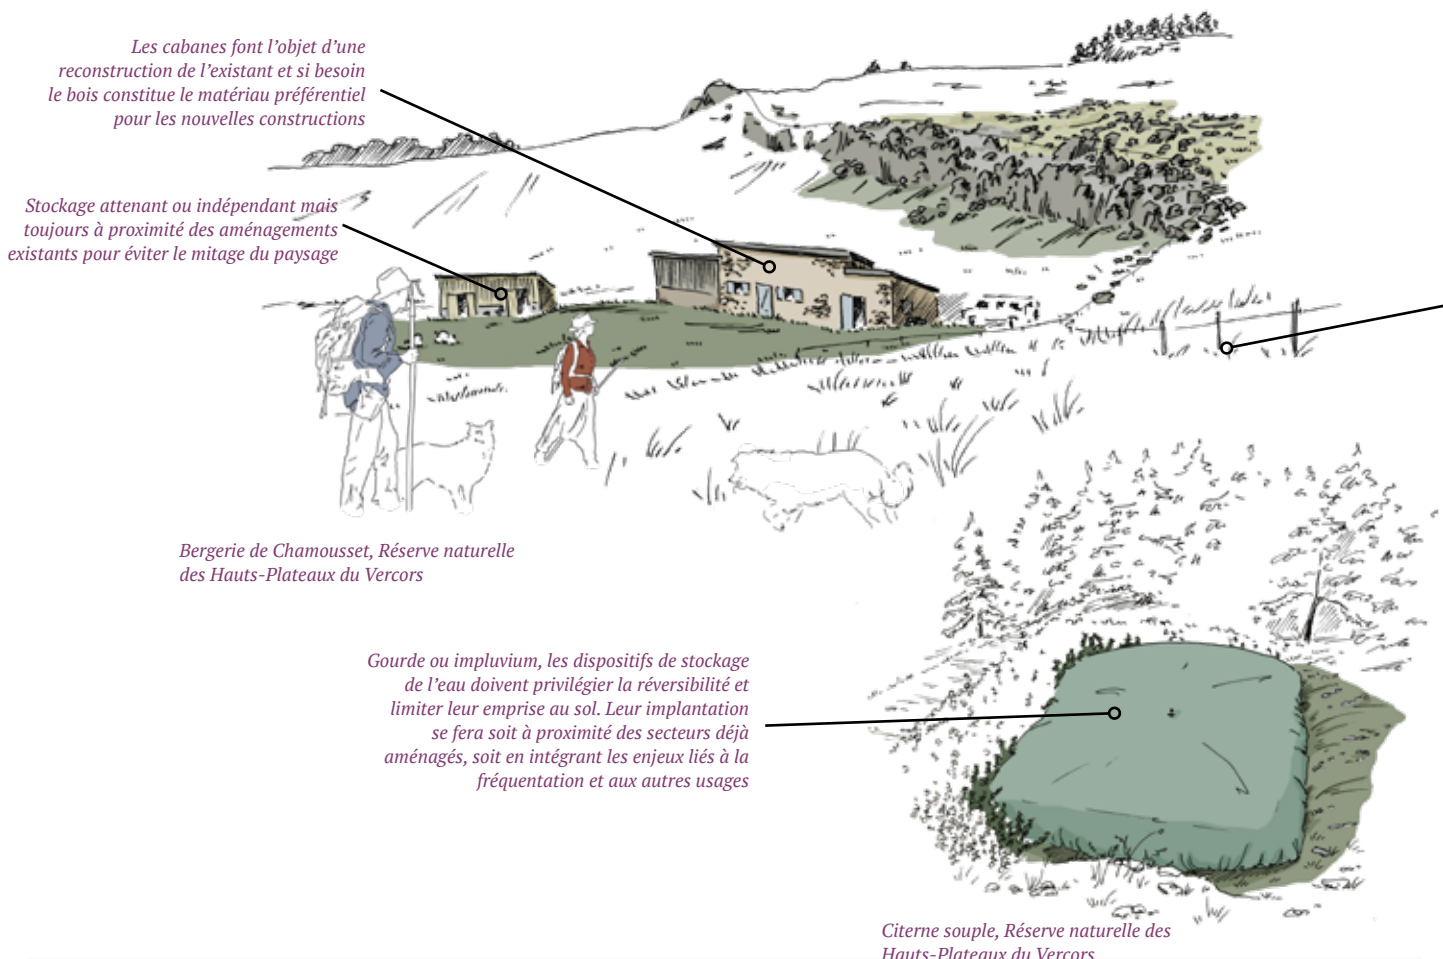 Les cabanes font l’objet d’une
reconstruction de l’existant et si besoin
le bois constitue le matériau préférentiel
pour les nouvelles constructions
Stockage attenant ou indépendant mais
toujours à proximité des aménagements
existants pour éviter le mitage du paysage
Bergerie de Chamousset, Réserve naturelle
des Hauts-Plateaux du Vercors
Gourde ou impluvium, les dispositifs de stockage
de l’eau doivent privilégier la réversibilité et
limiter leur emprise au sol. Leur implantation
se fera soit à proximité des secteurs déjà
aménagés, soit en intégrant les enjeux liés à la
fréquentation et aux autres usages
Citerne souple, Réserve naturelle des
Hauts-Plateaux du Vercors